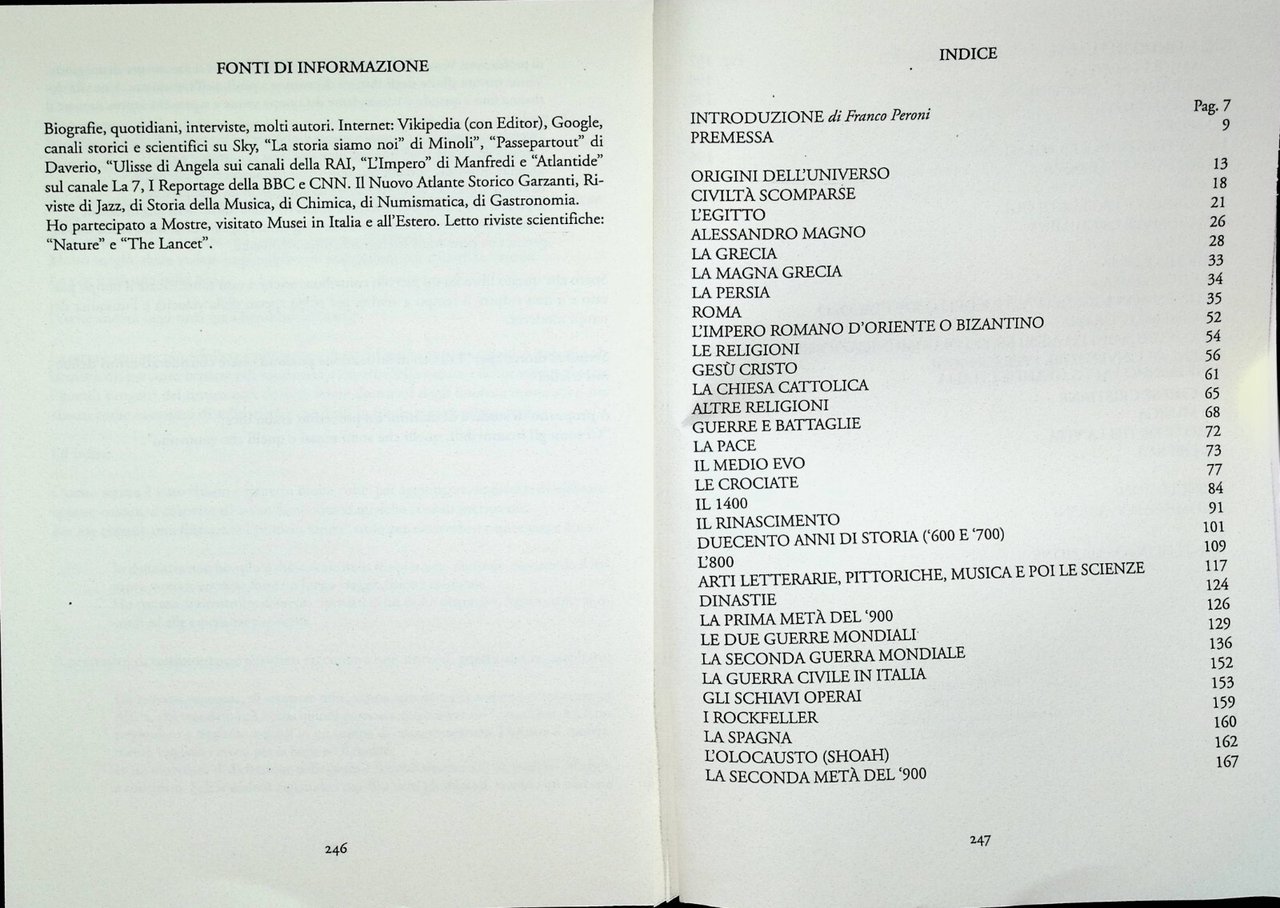 FONTI DI INFORMAZIONE
Biografie, quotidiani, interviste, molti autori. Internet: Vikipedia (con Editor), Google,
canali storici e scientifici su Sky, “La storia siamo noi” di Minoli”, “Passepartout” di
Daverio, “Ulisse di Angela sui canali della RAI, “L’Impero” di Manfredi e “Atlantide”
sul canale La 7, I Reportage della BBC e CNN. Il Nuovo Atlante Storico Garzanti, Ri-
viste di Jazz, di Storia della Musica, di Chimica, di Numismatica, di Gastronomia.
Ho partecipato a Mostre, visitato Musei in Italia e all’Estero. Letto riviste scientifiche:
“Nature” e “The Lancet”.
246
INDICE
INTRODUZIONE di Franco Peroni Pag. 7
PREMESSA 9
ORIGINI DELL’UNIVERSO 13
CIVILTÀ SCOMPARSE 18
L’EGITTO 21
ALESSANDRO MAGNO 26
LA GRECIA 28
LA MAGNA GRECIA 33
LA PERSIA 34
ROMA 35
L’IMPERO ROMANO D’ORIENTE O BIZANTINO 52
LE RELIGIONI 54
GESÙ CRISTO 56
LA CHIESA CATTOLICA 61
ALTRE RELIGIONI 65
GUERRE E BATTAGLIE 68
LA PACE 72
IL MEDIO EVO 73
LE CROCIATE 77
IL 1400 84
IL RINASCIMENTO 91
DUECENTO ANNI DI STORIA (‘600 E ‘700) 101
L’800 109
ARTI LETTERARIE, PITTORICHE, MUSICA E POI LE SCIENZE 117
DINASTIE 124
LA PRIMA METÀ DEL ‘900 126
LE DUE GUERRE MONDIALI 129
LA SECONDA GUERRA MONDIALE 136
LA GUERRA CIVILE IN ITALIA 152
GLI SCHIAVI OPERAI 153
I ROCKFELLER 159
LA SPAGNA 160
L’OLOCAUSTO (SHOAH) 162
LA SECONDA METÀ DEL ‘900 167
247